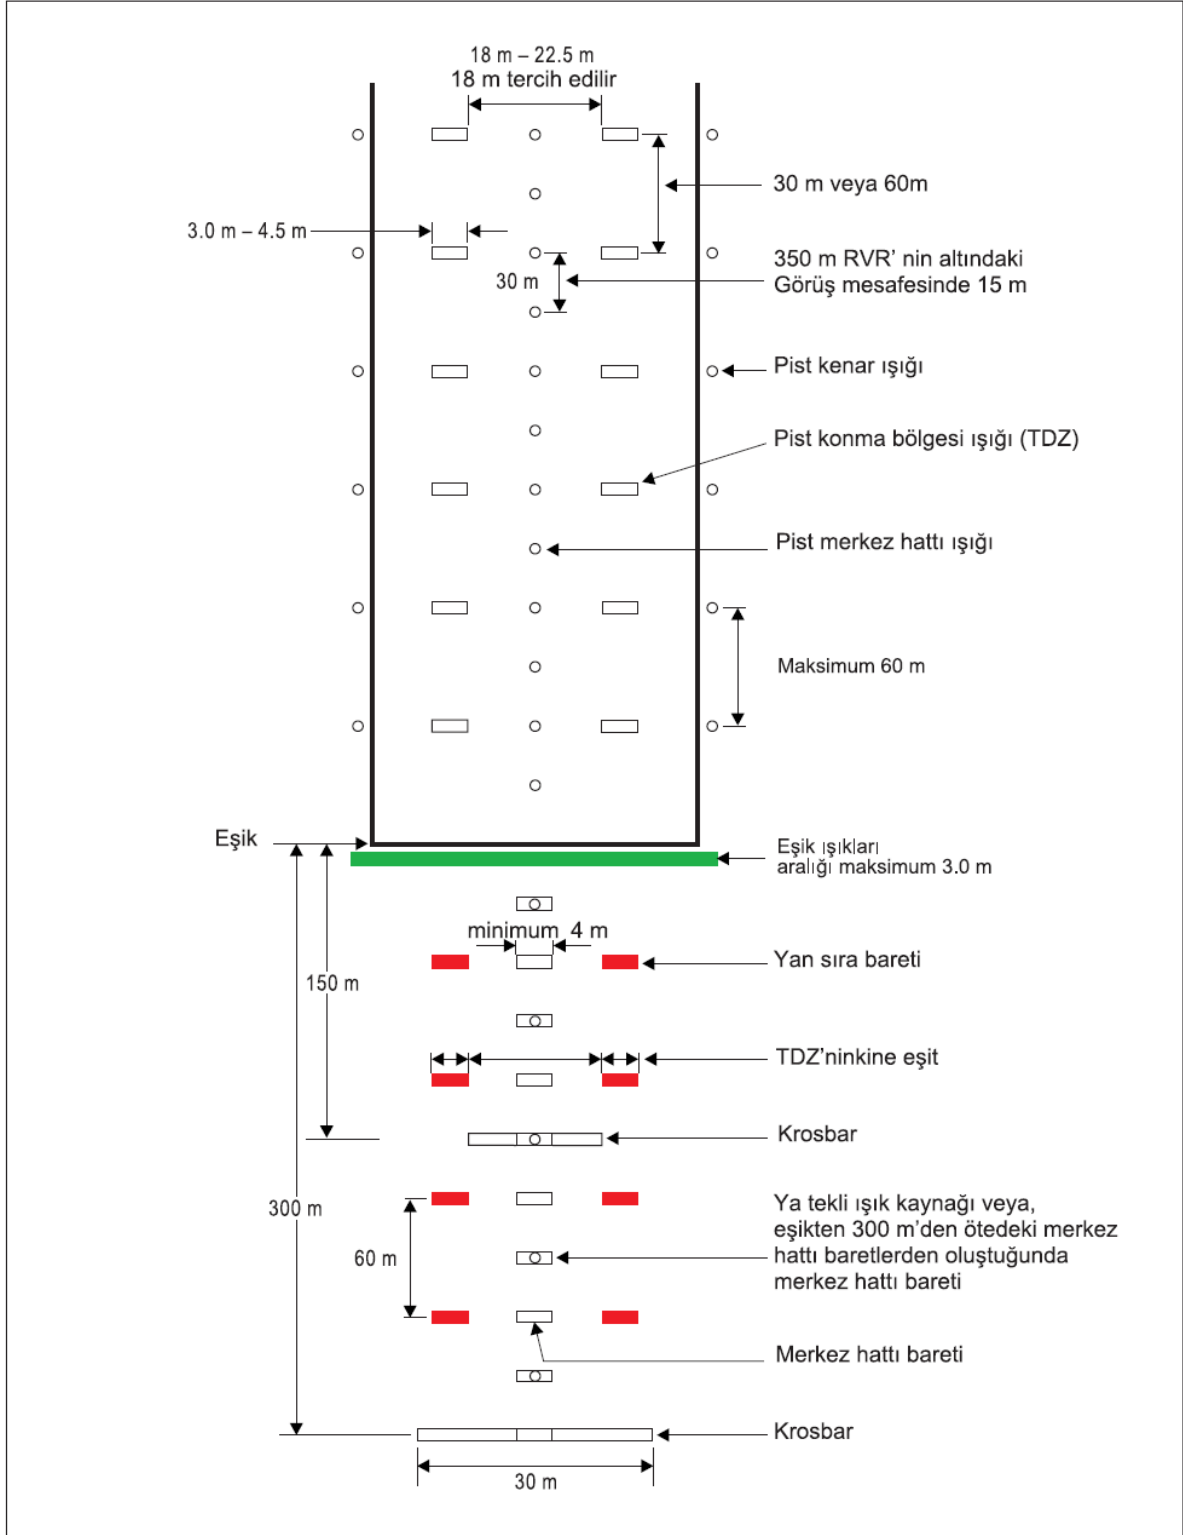 18 m – 22.5 m
18 m tercih edilir
30 m veya 60m
3.0 m – 4.5 m
350 m RVR' nin altındaki
Görüş mesafesinde 15 m
30 m
Pist kenar ışığı
Pist konma bölgesi ışığı (TDZ)
Pist merkez hattı ışığı
Maksimum 60 m
Eşik
Eşik ışıkları
aralığı maksimum 3.0 m
minimum 4 m
Yan sıra bareti
150 m
TDZ'ninkine eşit
Krosbar
300 m
Ya tekli ışık kaynağı veya,
eşikten 300 m'den ötedeki merkez
hattı baretlerden oluştuğunda
merkez hattı bareti
60 m
Merkez hattı bareti
Krosbar
30 m